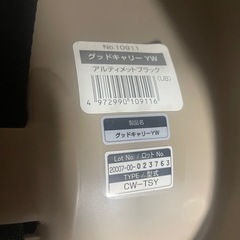 No.10911
グッドキャリーYW
アルティメットブラック
(UB)
4 972990 109116
製品名
グッドキャリーYW
Lot No / ロットNo
20007-00-023763
TYPE / 型式
CW-TSY